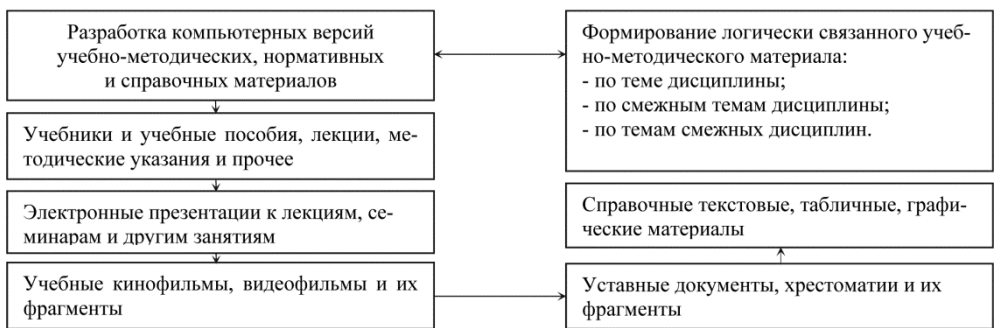 Разработка компьютерных версий
учебно-методических, нормативных
и справочных материалов
Учебники и учебные пособия, лекции, ме-
тодические указания и прочее
Электронные презентации к лекциям, се-
минарам и другим занятиям
Учебные кинофильмы, видеофильмы и их
фрагменты
Формирование логически связанного учеб-
но-методического материала:
- по теме дисциплины;
- по смежным темам дисциплины;
- по темам смежных дисциплин.
Справочные текстовые, табличные, графи-
ческие материалы
Уставные документы, хрестоматии и их
фрагменты